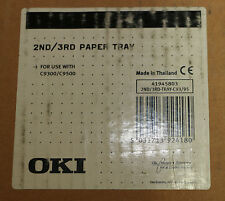 2ND/3RD PAPER TRAY
FOR USE WITH
C9300/C9500
Made in Thailand
CE
41945803
2ND/3RD-TRAY-C93/95
OKI